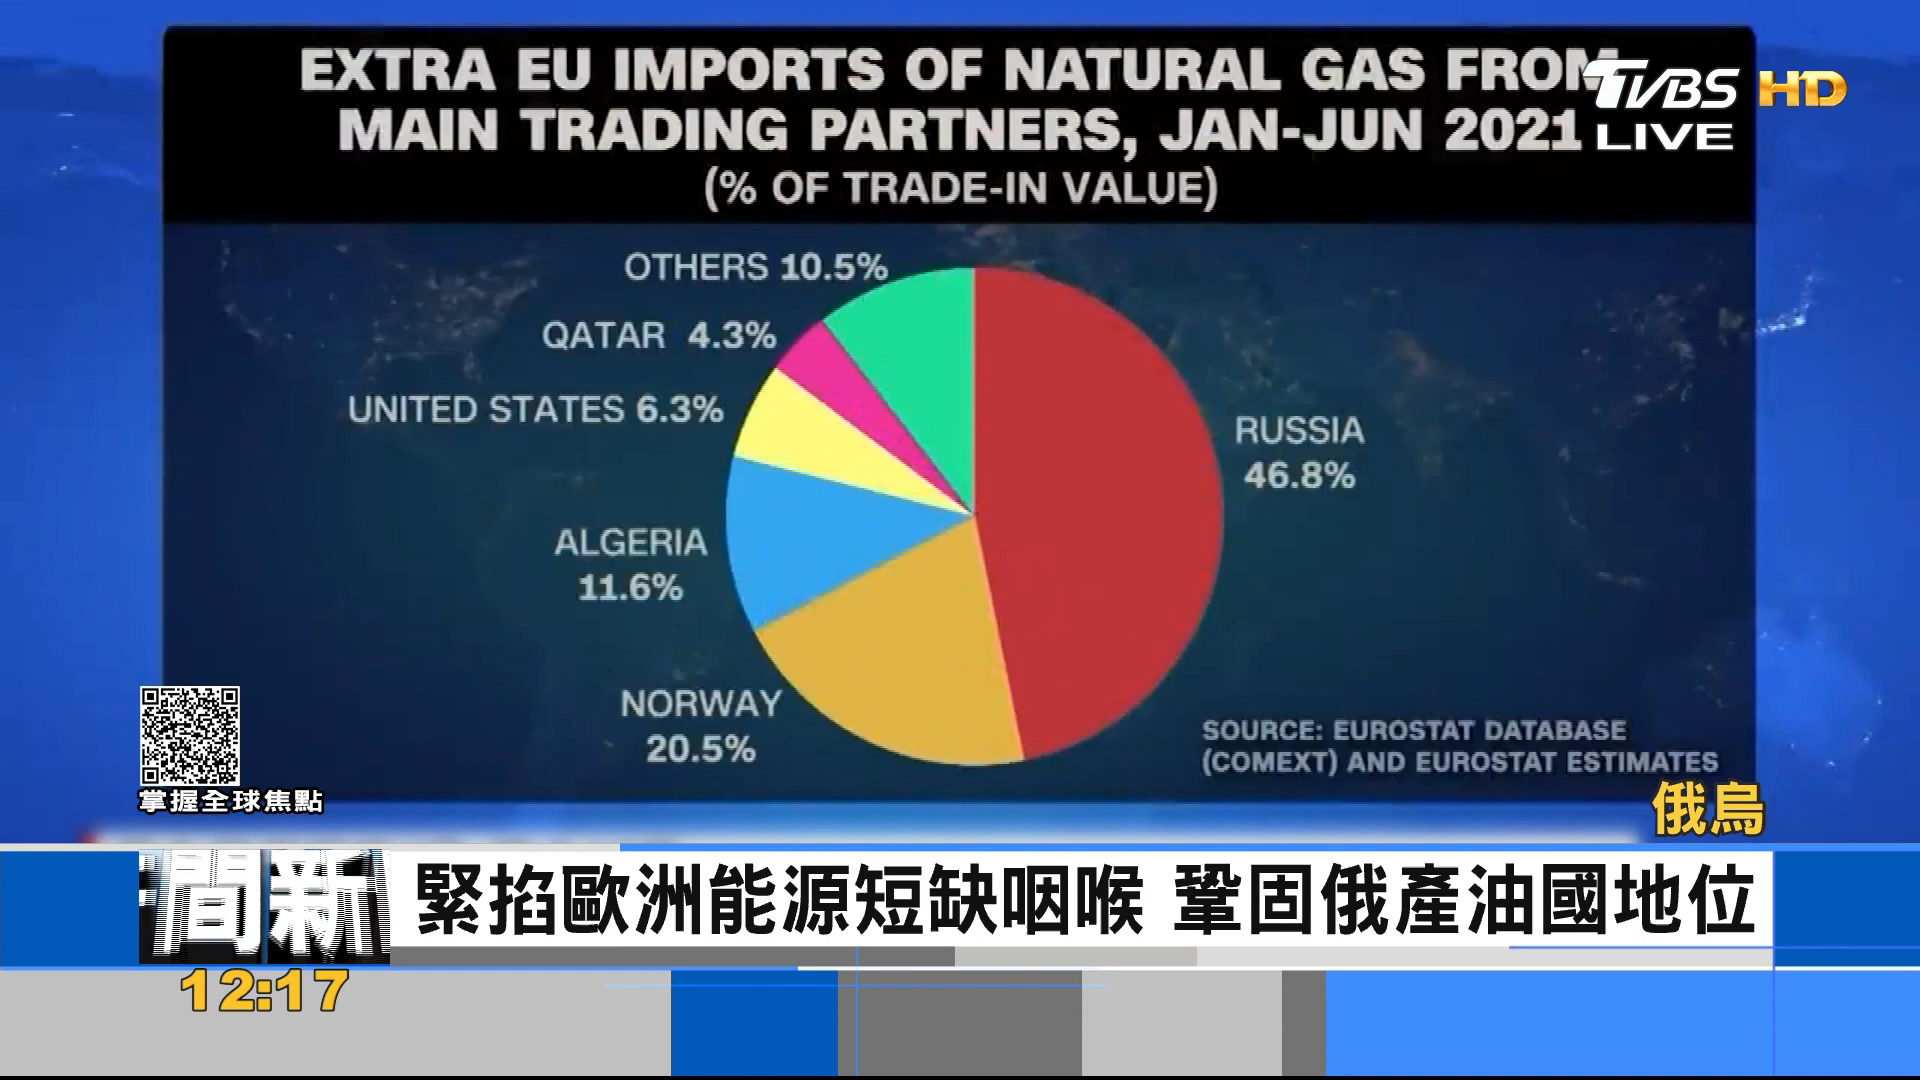 EXTRA EU IMPORTS OF NATURAL GAS FROM
MAIN TRADING PARTNERS, JAN-JUN 2021
(% OF TRADE-IN VALUE)
TVBS HD
LIVE
OTHERS 10.5%
QATAR 4.3%
UNITED STATES 6.3%
ALGERIA
11.6%
NORWAY
20.5%
RUSSIA
46.8%
SOURCE: EUROSTAT DATABASE
(COMEXT) AND EUROSTAT ESTIMATES
掌握全球焦點
俄烏
間新
緊掐歐洲能源短缺咽喉 鞏固俄產油國地位
12:17